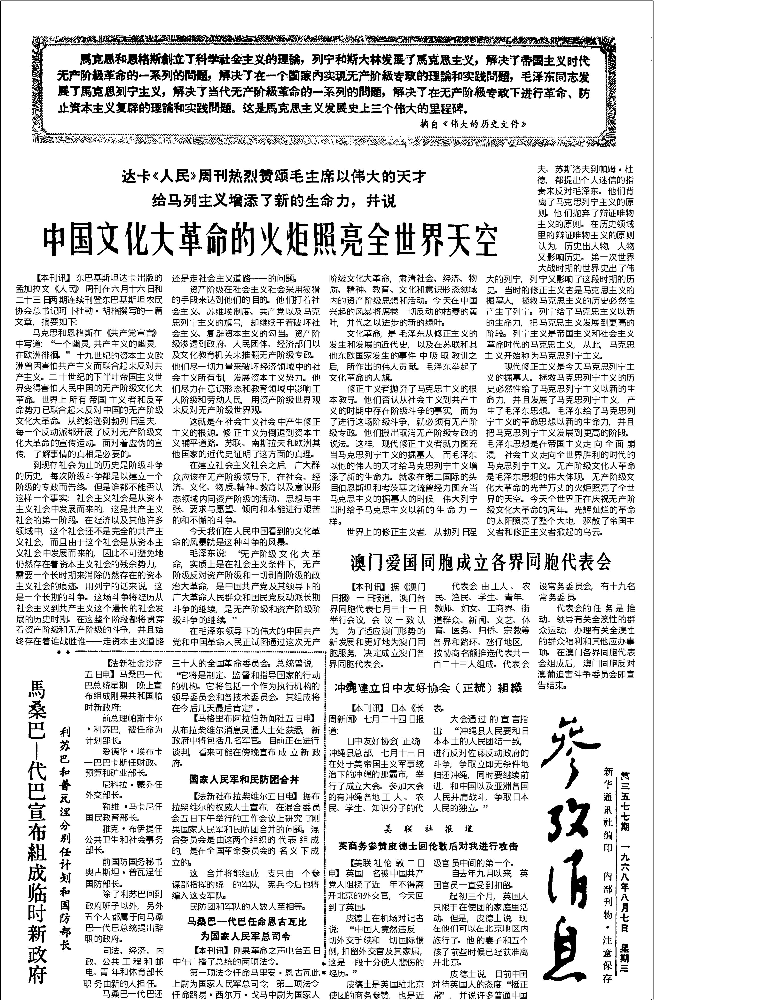 馬克思和恩格斯創立了科学社会主义的理論，列宁和斯大林发展了馬克思主义，解决了帝国主义时代
无产阶級革命的一系列的問題，解决了在一个国家內实現无产阶級专政的理論和实践問題，毛泽东同志发
展了馬克思列宁主义，解决了当代无产阶級革命的一系列的問題，解决了在无产阶級专政下进行革命、防
止資本主义复辟的理論和实践問題。这是馬克思主义发展史上三个伟大的里程碑。
摘自《伟大的历史文件》
达卡《人民》周刊热烈赞颂毛主席以伟大的天才
给马列主义增添了新的生命力，幷说
中国文化大革命的火炬照亮全世界天空
【本刊讯】东巴基斯坦达卡出版的
孟加拉文《人民》周刊在六月十六日和
二十三日两期连续刊登东巴基斯坦农民
协会总书记阿卜杜勒·胡格撰写的一篇
文章，摘要如下：
马克思和恩格斯在《共产党宣言》
中写道：“一个幽灵，共产主义的幽灵，
在欧洲徘徊。”十九世纪的资本主义欧
洲曾因害怕共产主义而联合起来反对共
产主义。二十世纪的下半叶帝国主义世
界变得害怕人民中国的无产阶级文化大
革命。世界上所有帝国主义者和反革
命势力已联合起来反对中国的无产阶级
文化大革命。从约翰逊到勃列日涅夫，
每一个反动派都开展了反对无产阶级文
化大革命的宣传运动。面对着虚伪的宣
传，了解事情的真相是必要的。
到现存社会为止的历史是阶级斗争
的历史，每次阶级斗争都是以建立一个
阶级的专政而告终。但是谁都不能否认
这样一个事实：社会主义社会是从资本
主义社会中发展而来的，这是共产主义
社会的第一阶段。在经济以及其他许多
领域中，这个社会还不是完全的共产主
义社会，而且由于这个社会是从资本主
义社会中发展而来的，因此不可避免地
仍然存在着资本主义社会的残余势力，
需要一个长时期来消除仍然存在的资本
主义社会的痕迹。用列宁的话来说，这
是一个长期的斗争。这场斗争将经历从
社会主义到共产主义这个漫长的社会发
展的历史时期。在这整个阶段都将贯穿
着资产阶级和无产阶级的斗争，并且始
终存在着谁战胜谁——走资本主义道路
还是走社会主义道路——的问题。
资产阶级在社会主义社会采用狡猾
的手段来达到他们的目的。他们打着社
会主义、苏维埃制度、共产党以及马克
思列宁主义的旗号，却继续干着破坏社
会主义、复辟资本主义的勾当。资产阶
级渗透到政府、人民团体、经济部门以
及文化教育机关来推翻无产阶级专政。
他们尽一切力量来破坏经济领域中的社
会主义所有制，发展资本主义势力。他
们尽力在意识形态和教育领域中影响工
人阶级和劳动人民，用资产阶级世界观
来反对无产阶级世界观。
这就是在社会主义社会中产生修正
主义的根源。修正主义为倒退到资本主
义铺平道路。苏联、南斯拉夫和欧洲其
他国家的近代史证明了这方面的真理。
在建立社会主义社会之后，广大群
众应该在无产阶级领导下，在社会、经
济、文化、物质、精神、教育以及意识形
态领域内同资产阶级的活动、思想与主
张、要求与愿望、倾向和本能进行艰苦
的和不懈的斗争。
今天我们在人民中国看到的文化革
命的风暴就是这种斗争的风暴。
毛泽东说：“无产阶级文化大革
命，实质上是在社会主义条件下，无产
阶级反对资产阶级和一切剥削阶级的政
治大革命，是中国共产党及其领导下的
广大革命人民群众和国民党反动派长期
斗争的继续，是无产阶级和资产阶级阶
级斗争的继续。”
在毛泽东领导下的伟大的中国共产
党和中国革命人民正试图通过这次无产
阶级文化大革命，肃清社会、经济、物
质、精神、教育、文化和意识形态领域
内的资产阶级思想和活动。今天在中国
兴起的风暴将席卷一切反动的枯萎的黄
叶，并代之以进步的新的绿叶。
文化革命，是毛泽东从修正主义的
发生和发展的近代史，以及在苏联和其
他东欧国家发生的事件中吸取教训之
后，所作出的伟大贡献。毛泽东举起了
文化革命的大旗。
修正主义者抛弃了马克思主义的根
本教导。他们否认从社会主义到共产主
义的时期中存在阶级斗争的事实，而为
了进行这场阶级斗争，就必须有无产阶
级专政。他们搬出取消无产阶级专政的
说法。这样，现代修正主义者就力图充
当马克思列宁主义的掘墓人，而毛泽东
以他的伟大的天才给马克思列宁主义增
添了新的生命力。就象在第二国际的头
目伯恩斯坦和考茨基之流曾经力图充当
马克思主义的掘墓人的时候，伟大列宁
当时给予马克思主义以新的生命力一
样。
世界上的修正主义者，从勃列日涅
夫、苏斯洛夫到帕姆·杜
德，都提出个人迷信的指
责来反对毛泽东。他们背
离了马克思列宁主义的原
则。他们抛弃了辩证唯物
主义的原则。在历史领域
里的辩证唯物主义的原则
认为，历史出人物，人物
又影响历史。第一次世界
大战时期的世界史出了伟
大的列宁，列宁又影响了这段时期的历
史。当时的修正主义者是马克思主义的
掘墓人，拯救马克思主义的历史必然性
产生了列宁。列宁给了马克思主义以新
的生命力，把马克思主义发展到更高的
阶段。列宁主义是帝国主义和社会主义
革命时代的马克思主义，从此，马克思
主义开始称为马克思列宁主义。
现代修正主义是今天马克思列宁主
义的掘墓人。拯救马克思列宁主义的历
史必然性给了马克思列宁主义以新的生
命力，并且发展了马克思列宁主义，产
生了毛泽东思想。毛泽东给了马克思列
宁主义的革命思想以新的生命力，并且
把马克思列宁主义发展到更高的阶段。
毛泽东思想是在帝国主义走向全面崩
溃，社会主义走向全世界胜利的时代的
马克思列宁主义。无产阶级文化大革命
是毛泽东思想的伟大体现。无产阶级文
化大革命的光芒万丈的火炬照亮了全世
界的天空。今天全世界正在庆祝无产阶
级文化大革命的周年。光辉灿烂的革命
的太阳照亮了整个大地，驱散了帝国主
义者和修正主义者掀起的乌云。
澳门爱国同胞成立各界同胞代表会
【本刊讯】据《澳门
日报》一日报道，澳门各
界同胞代表七月三十一日
举行会议，会议一致认
为，为了适应澳门形势的
新发展和更好地为澳门同
胞服务，决定成立澳门各
界同胞代表会。
代表会由工人、农
民、渔民、学生、青年、
教师、妇女、工商界、街
道群众、新闻、文艺、体
育、医务、归侨、宗教等
各界和路环、氹仔地区，
按协商名额推选代表共一
百二十三人组成。代表会
设常务委员会，有十九名
常务委员。
代表会的任务是推
动、领导有关全澳性的群
众运动；办理有关全澳性
的群众福利和其他应办事
项。在澳门各界同胞代表
会组成后，澳门同胞反对
澳葡迫害斗争委员会即宣
告结束。
馬桑巴—代巴宣布組成临时新政府
利苏巴和普瓦涅分别任计划和国防部长
【法新社金沙萨
五日电】马桑巴—代
巴总统星期一晚上宣
布组成刚果共和国临
时新政府：
前总理帕斯卡尔
·利苏巴，被任命为
计划部长。
爱德华·埃布卡
—巴巴卡斯任财政、
预算和矿业部长。
尼科拉·蒙乔任
外交部长。
勒维·马卡尼任
国民教育部长。
雅克·布伊提任
公共卫生和社会事务
部长。
前国防国务秘书
奥古斯坦·普瓦涅任
国防部长。
除了利苏巴回到
政府班子以外，另外
五个人都属于向马桑
巴—代巴总统提出辞
职的政府。
司法、经济、内
政、公共工程和邮
电、青年和体育部长
职务由新的人担任。
马桑巴—代巴还
三十人的全国革命委员会。总统曾说，
“它将是制定、监督和指导国家的行动
的机构。它将包括一个作为执行机构的
领导委员会和各技术委员会。其组成将
在今后几天最后肯定”。
【马格里布阿拉伯新闻社五日电】
从布拉柴维尔消息灵通人士处获悉，新
政府中将包括几名军官。目前正在进行
谈判，看来可能在傍晚宣布成立新政
府。
国家人民军和民防团合并
【法新社布拉柴维尔五日电】据布
拉柴维尔的权威人士宣布，在混合委员
会五日下午举行的工作会议上研究了刚
果国家人民军和民防团合并的问题。混
合委员会是由这两个组织的代表组成
的，是在全国革命委员会的名义下成
立的。
这一合并将能组成一支只由一个参
谋部指挥的统一的军队，宪兵今后也将
编入这支军队。
民防团和军队的人数大至相等。
马桑巴—代巴任命恩古瓦比
为国家人民军总司令
【本刊讯】刚果革命之声电台五日
中午广播了总统的两项法令。
第一项法令任命马里安·恩古瓦此
上尉为国家人民军总司令；第二项法令
任命路易·西尔万·戈马中尉为国家人
冲绳建立日中友好协会（正統）組織
【本刊讯】日本《长
周新闻》七月二十四日报
道：
日中友好协会（正统）
冲绳县总部，七月十三日
在处于美帝国主义军事统
治下的冲绳的那霸市，举
行了成立大会。参加大会
的有冲绳各地工人、农
民、学生、知识分子的代
表。
大会通过的宣言指
出：“冲绳县人民要和日
本本土的人民团结一致，
进行反对佐藤反动政府的
斗争，争取立即无条件地
归还冲绳，同时要继续前
进，和中国以及亚洲各国
人民并肩战斗，争取日本
人民的独立。”
美联社报道
英商务参赞皮德士回伦敦后对我进行攻击
【美联社伦敦二日
电】英国一名被中国共产
党人阻挠了近一年不得离
开北京的外交官，今天回
到了英国。
皮德士在机场对记者
说：“中国人竟然违反一
切外交手续和一切国际惯
例，扣留外交官及其家属，
这是一段十分使人悲伤的
经历。”
皮德士是英国驻北京
使团的商务参赞，也是近
级官员中间的第一个。
自去年九月以来，英
国官员一直受到扣留。
起初三个月，英国人
只限于在使团的家庭里活
动。但是，皮德士说，现
在他们可以在北京地区内
旅行了。他的妻子和五个
孩子前些时候已经获准离
开北京。
皮德士说，目前中国
对待英国人的态度“挺正
常”，并说许多普通中国
参考消息
新华通讯社编印 內部刊物·注意保存
第三五七七期 一九六八年八月七日 星期三